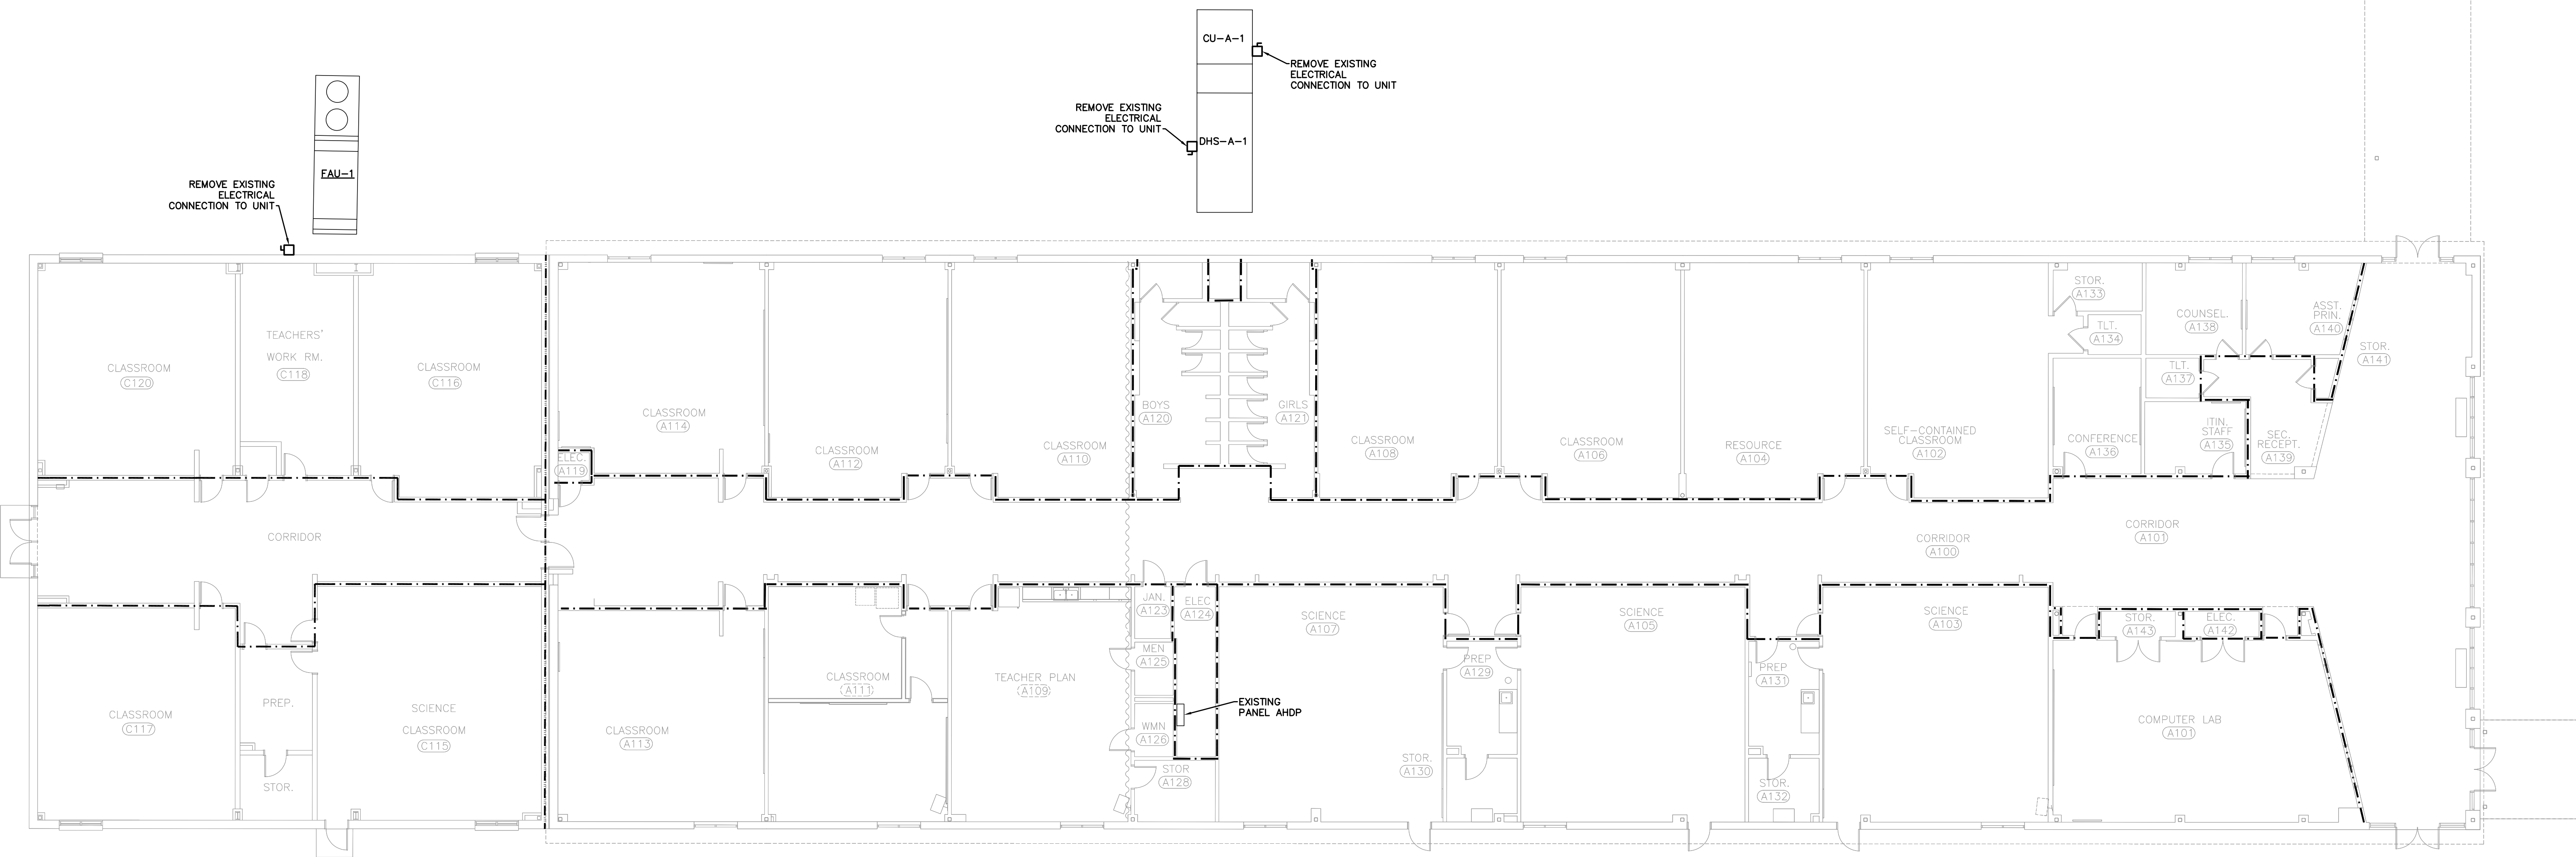 CU-A-1
REMOVE EXISTING
ELECTRICAL
CONNECTION TO UNIT
REMOVE EXISTING
ELECTRICAL
CONNECTION TO UNIT
DHS-A-1
FAU-1
REMOVE EXISTING
ELECTRICAL
CONNECTION TO UNIT
CLASSROOM
C120
TEACHERS'
WORK RM.
C118
CLASSROOM
C116
ELEC.
A119
CLASSROOM
A114
CLASSROOM
A112
CLASSROOM
A110
BOYS
A120
GIRLS
A121
CLASSROOM
A108
CLASSROOM
A106
RESOURCE
A104
SELF-CONTAINED
CLASSROOM
A102
STOR.
A133
TLT.
A134
CONFERENCE
A136
COUNSEL.
A138
TLT.
A137
ITIN.
STAFF
A135
SEC.
RECEPT.
A139
ASST.
PRIN.
A140
STOR.
A141
CORRIDOR
CORRIDOR
A100
CORRIDOR
A101
CLASSROOM
C117
PREP.
STOR.
SCIENCE
CLASSROOM
C115
CLASSROOM
A113
CLASSROOM
A111
TEACHER PLAN
A109
JAN.
A123
ELEC
A124
MEN
A125
WMN
A126
STOR
A128
EXISTING
PANEL AHDP
SCIENCE
A107
STOR.
A130
PREP
A129
SCIENCE
A105
PREP
A131
STOR.
A132
SCIENCE
A103
STOR.
A143
ELEC.
A142
COMPUTER LAB
A101